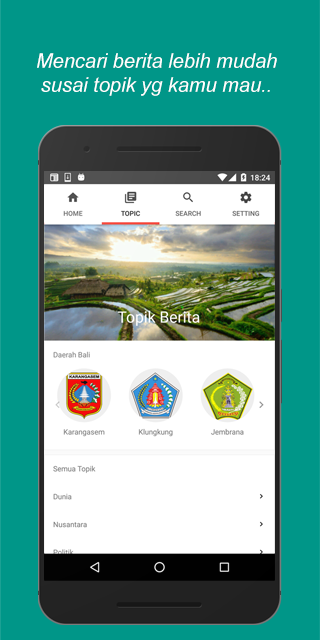 Mencari berita lebih mudah
susai topik yg kamu mau..
18:24
HOME TOPIC SEARCH SETTING
Topik Berita
Daerah Bali
KARANGASEM
Karangasem Klungkung Jembrana
Semua Topik
Dunia
Nusantara
Politik